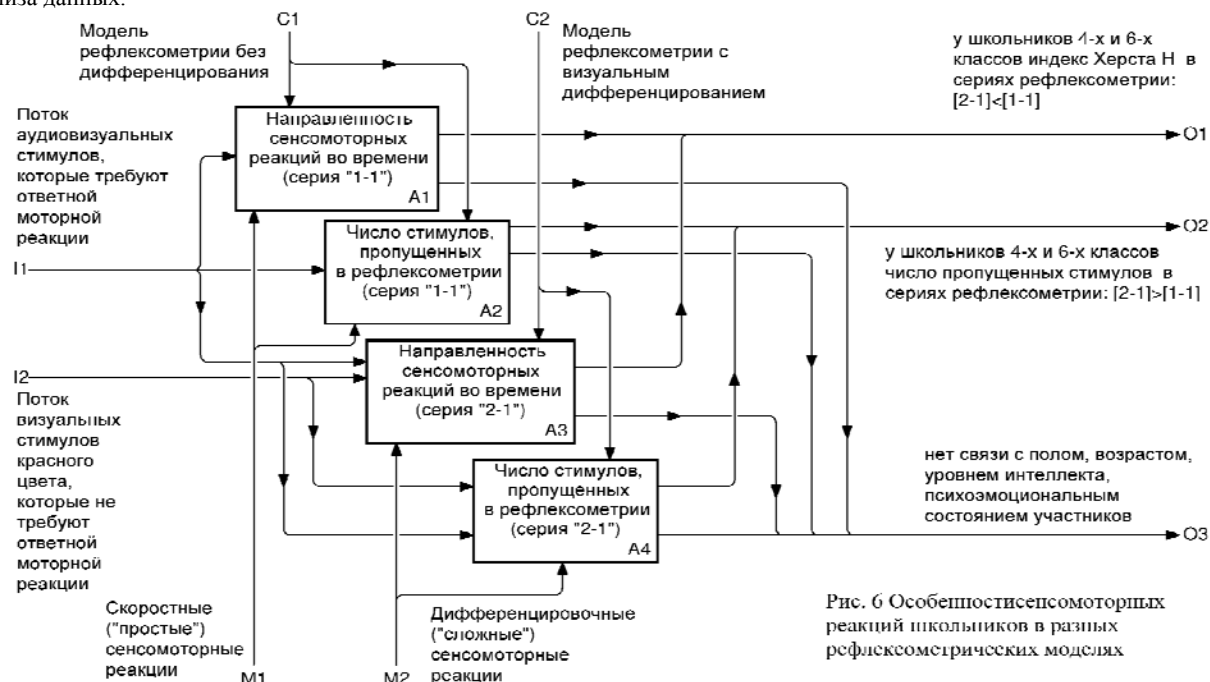 лиза данных.
C1
Модель
рефлексометрии без
дифференцирования
C2
Модель
рефлексометрии с
визуальным
дифференцированием
у школьников 4-х и 6-х
классов индекс Херста Н в
сериях рефлексометрии:
[2-1]<[1-1]
O1
Поток
аудиовизуальных
стимулов,
которые требуют
ответной
моторной
реакции
I1
Направленность
сенсомоторных
реакций во времени
(серия "1-1")
A1
Число стимулов,
пропущенных
в рефлексометрии
(серия "1-1")
A2
O2
у школьников 4-х и 6-х классов
число пропущенных стимулов в
сериях рефлексометрии: [2-1]>[1-1]
I2
Поток
визуальных
стимулов
красного
цвета,
которые не
требуют
ответной
моторной
реакции
Направленность
сенсомоторных
реакций во времени
(серия "2-1")
A3
Число стимулов,
пропущенных
в рефлексометрии
(серия "2-1")
A4
нет связи с полом, возрастом,
уровнем интеллекта,
психоэмоциональным
состоянием участников
O3
Скоростные
("простые")
сенсомоторные
реакции
M1
M2
Дифференцировочные
("сложные")
сенсомоторные
реакции
Рис. 6 Особенностисенсомоторных
реакций школьников в разных
рефлексометрических моделях